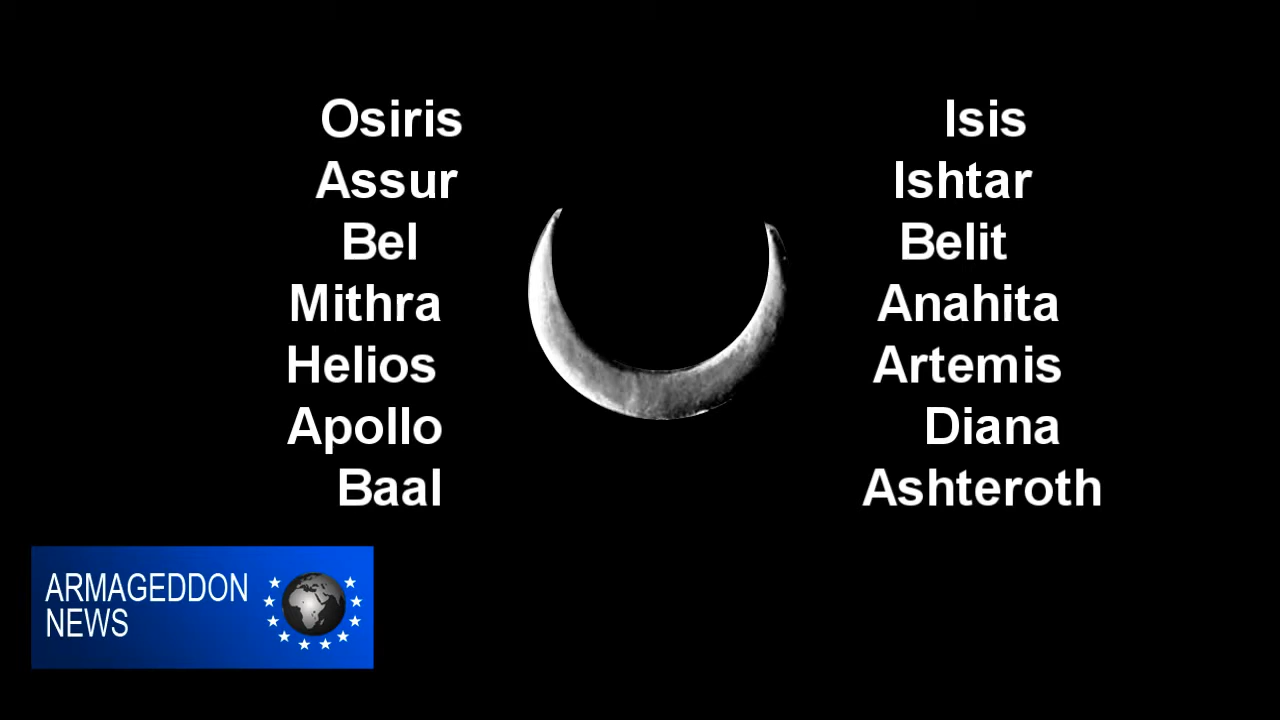 Osiris
Assur
Bel
Mithra
Helios
Apollo
Baal
Isis
Ishtar
Belit
Anahita
Artemis
Diana
Ashteroth
ARMAGEDDON
NEWS